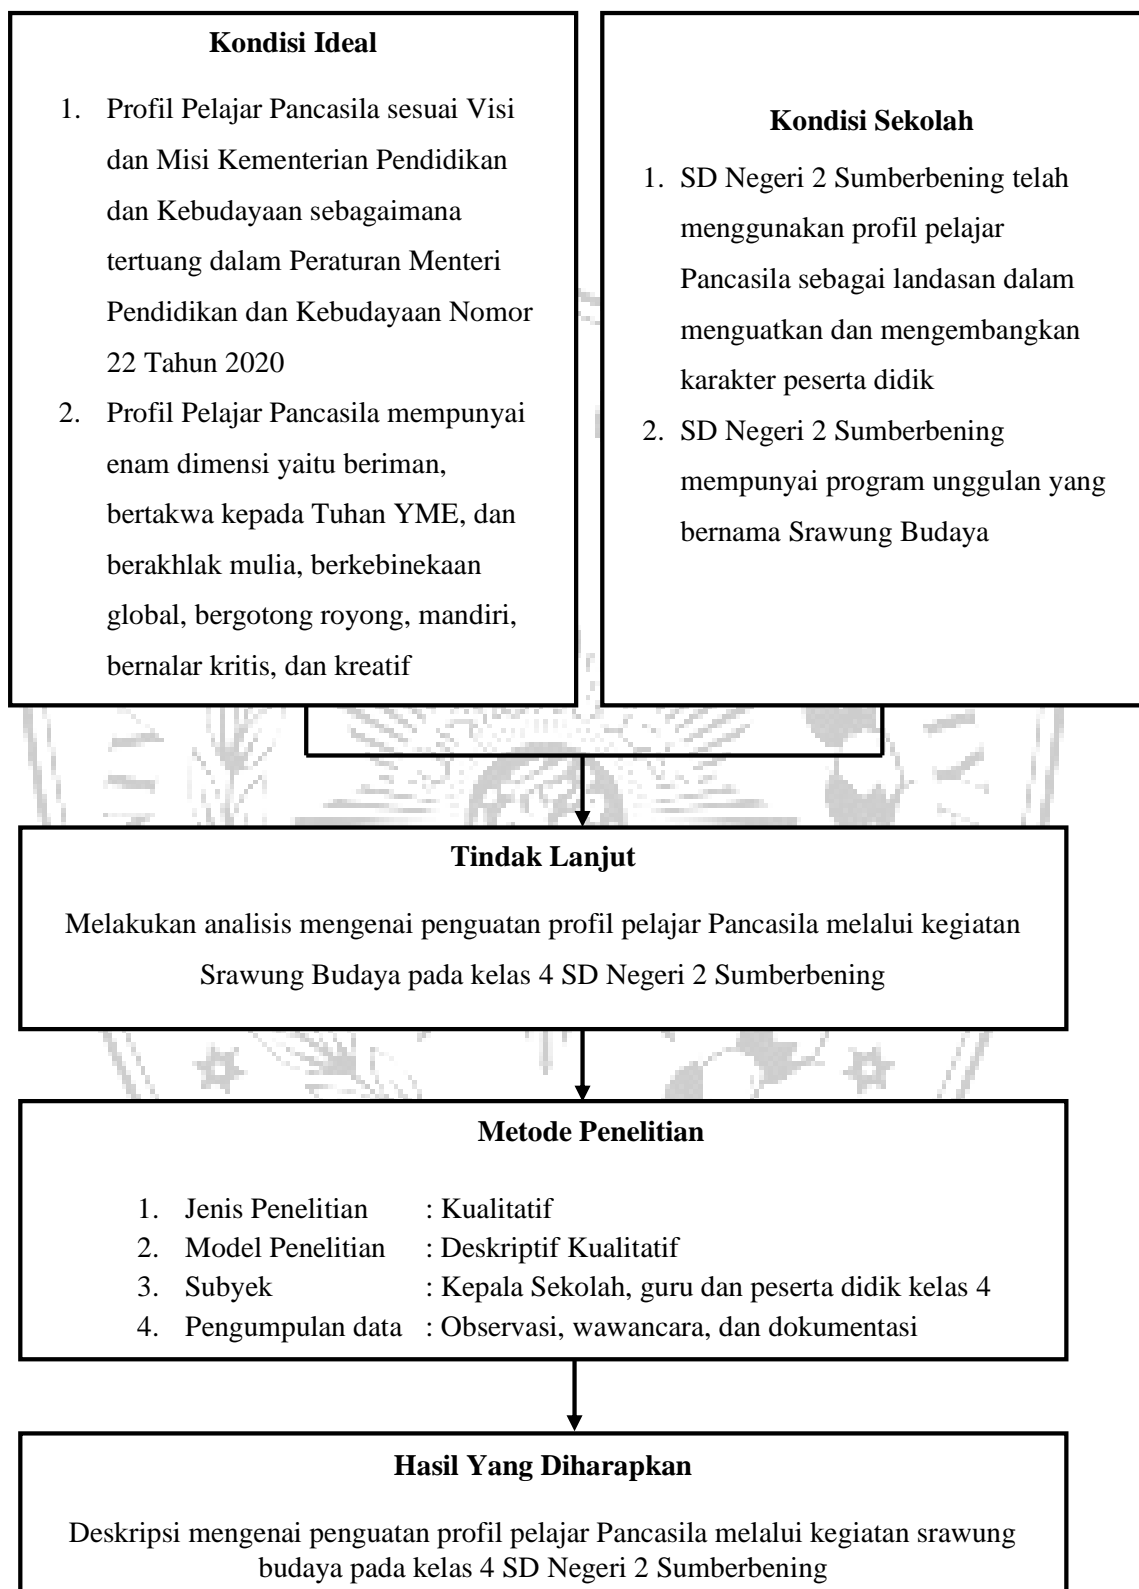 Kondisi Ideal
1. Profil Pelajar Pancasila sesuai Visi
dan Misi Kementerian Pendidikan
dan Kebudayaan sebagaimana
tertuang dalam Peraturan Menteri
Pendidikan dan Kebudayaan Nomor
22 Tahun 2020
2. Profil Pelajar Pancasila mempunyai
enam dimensi yaitu beriman,
bertakwa kepada Tuhan YME, dan
berakhlak mulia, berkebinekaan
global, bergotong royong, mandiri,
bernalar kritis, dan kreatif
Kondisi Sekolah
1. SD Negeri 2 Sumberbening telah
menggunakan profil pelajar
Pancasila sebagai landasan dalam
menguatkan dan mengembangkan
karakter peserta didik
2. SD Negeri 2 Sumberbening
mempunyai program unggulan yang
bernama Srawung Budaya
Tindak Lanjut
Melakukan analisis mengenai penguatan profil pelajar Pancasila melalui kegiatan
Srawung Budaya pada kelas 4 SD Negeri 2 Sumberbening
Metode Penelitian
1. Jenis Penelitian : Kualitatif
2. Model Penelitian : Deskriptif Kualitatif
3. Subyek : Kepala Sekolah, guru dan peserta didik kelas 4
4. Pengumpulan data : Observasi, wawancara, dan dokumentasi
Hasil Yang Diharapkan
Deskripsi mengenai penguatan profil pelajar Pancasila melalui kegiatan srawung
budaya pada kelas 4 SD Negeri 2 Sumberbening